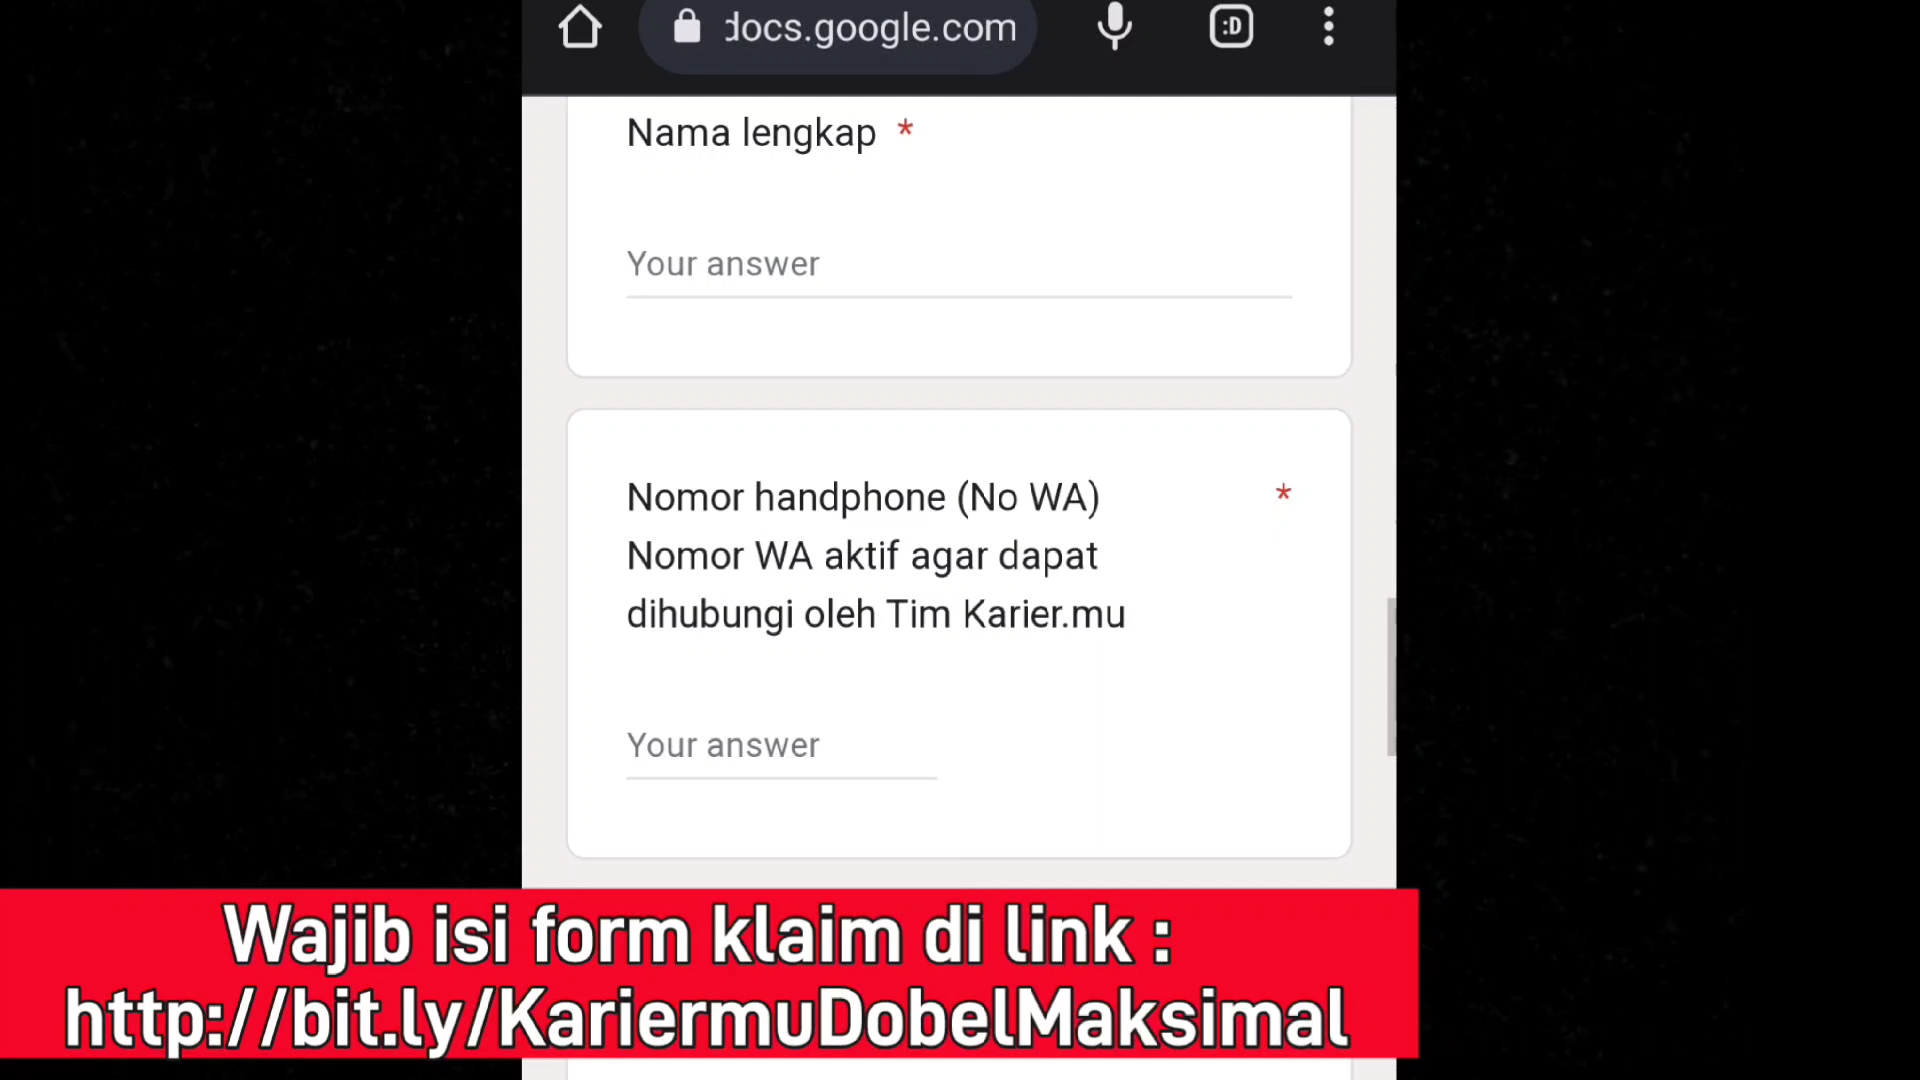 docs.google.com
:D
Nama lengkap *
Your answer
Nomor handphone (No WA) *
Nomor WA aktif agar dapat
dihubungi oleh Tim Karier.mu
Your answer
Wajib isi form klaim di link :
http://bit.ly/KariermuDobelMaksimal